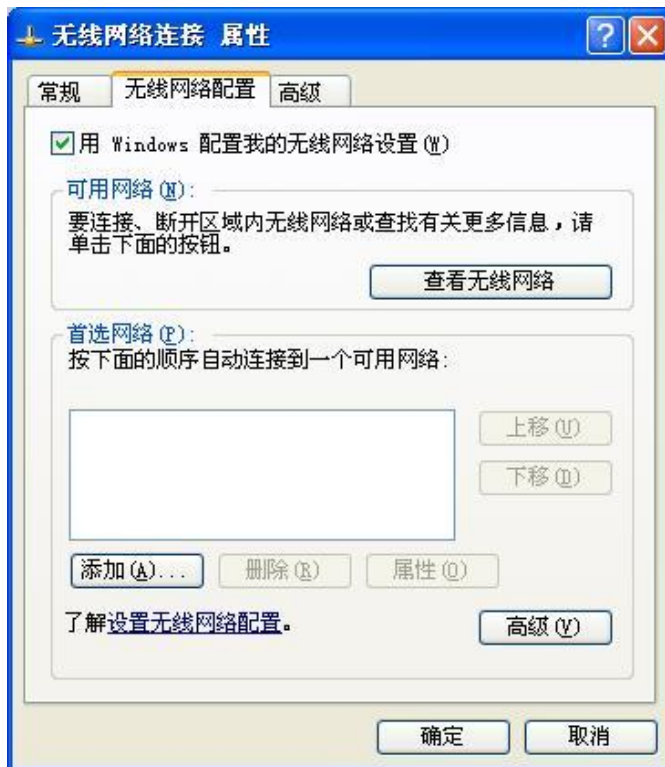 无线网络连接 属性
常规 无线网络配置 高级
用 Windows 配置我的无线网络设置(W)
可用网络(N):
要连接、断开区域内无线网络或查找有关更多信息，请
单击下面的按钮。
查看无线网络
首选网络(P):
按下面的顺序自动连接到一个可用网络:
上移(U)
下移(D)
添加(A)... 删除(R) 属性(O)
了解设置无线网络配置。
高级(V)
确定 取消